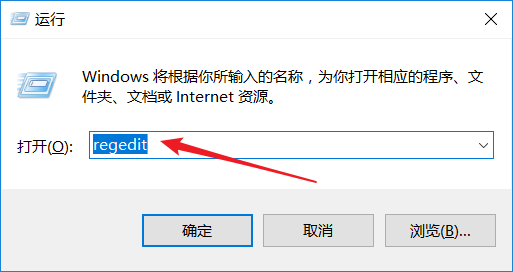 运行
Windows 将根据你所输入的名称，为你打开相应的程序、文
件夹、文档或 Internet 资源。
打开(O): regedit
确定 取消 浏览(B)...